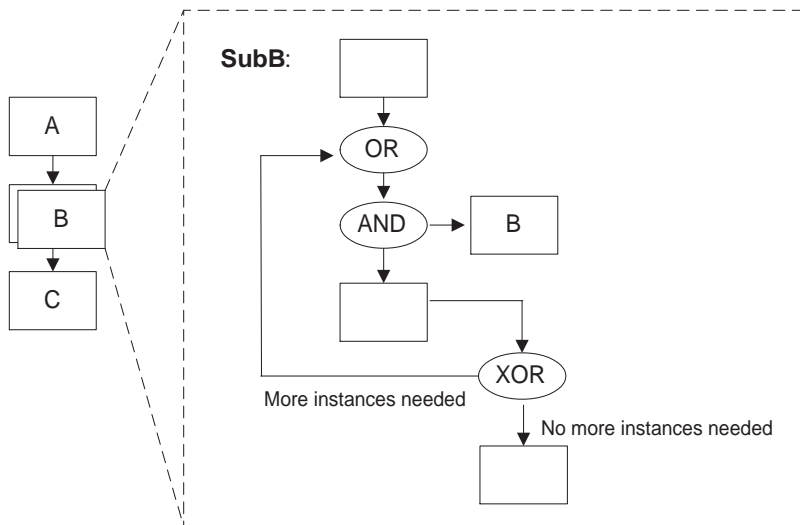 A
B
C
SubB:
OR
AND
B
XOR
More instances needed
No more instances needed